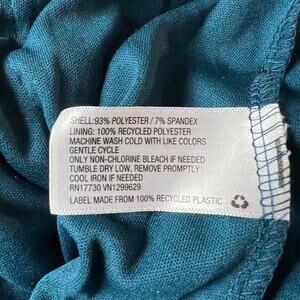 SHELL:93% POLYESTER / 7% SPANDEX
LINING: 100% RECYCLED POLYESTER
MACHINE WASH COLD WITH LIKE COLORS
GENTLE CYCLE
ONLY NON-CHLORINE BLEACH IF NEEDED
TUMBLE DRY LOW, REMOVE PROMPTLY
COOL IRON IF NEEDED
RN17730 VN1299629
LABEL MADE FROM 100% RECYCLED PLASTIC